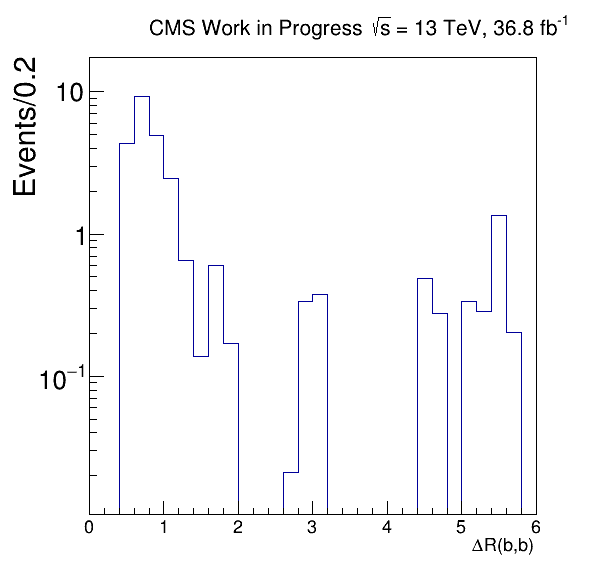 CMS Work in Progress √s = 13 TeV, 36.8 fb⁻¹
Events/0.2
10
1
10⁻¹
0 1 2 3 4 5 6
ΔR(b,b)